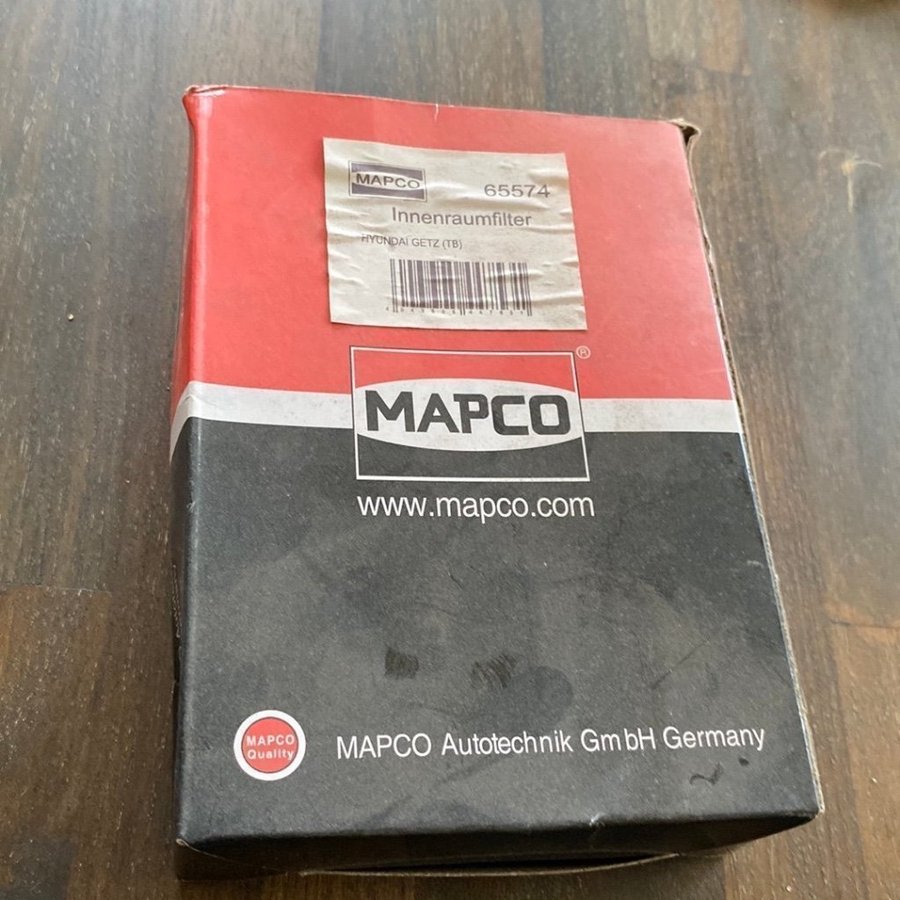 MAPCO
65574
Innenraumfilter
HYUNDAI GETZ (TB)
MAPCO®
www.mapco.com
MAPCO
Quality
MAPCO Autotechnik GmbH Germany